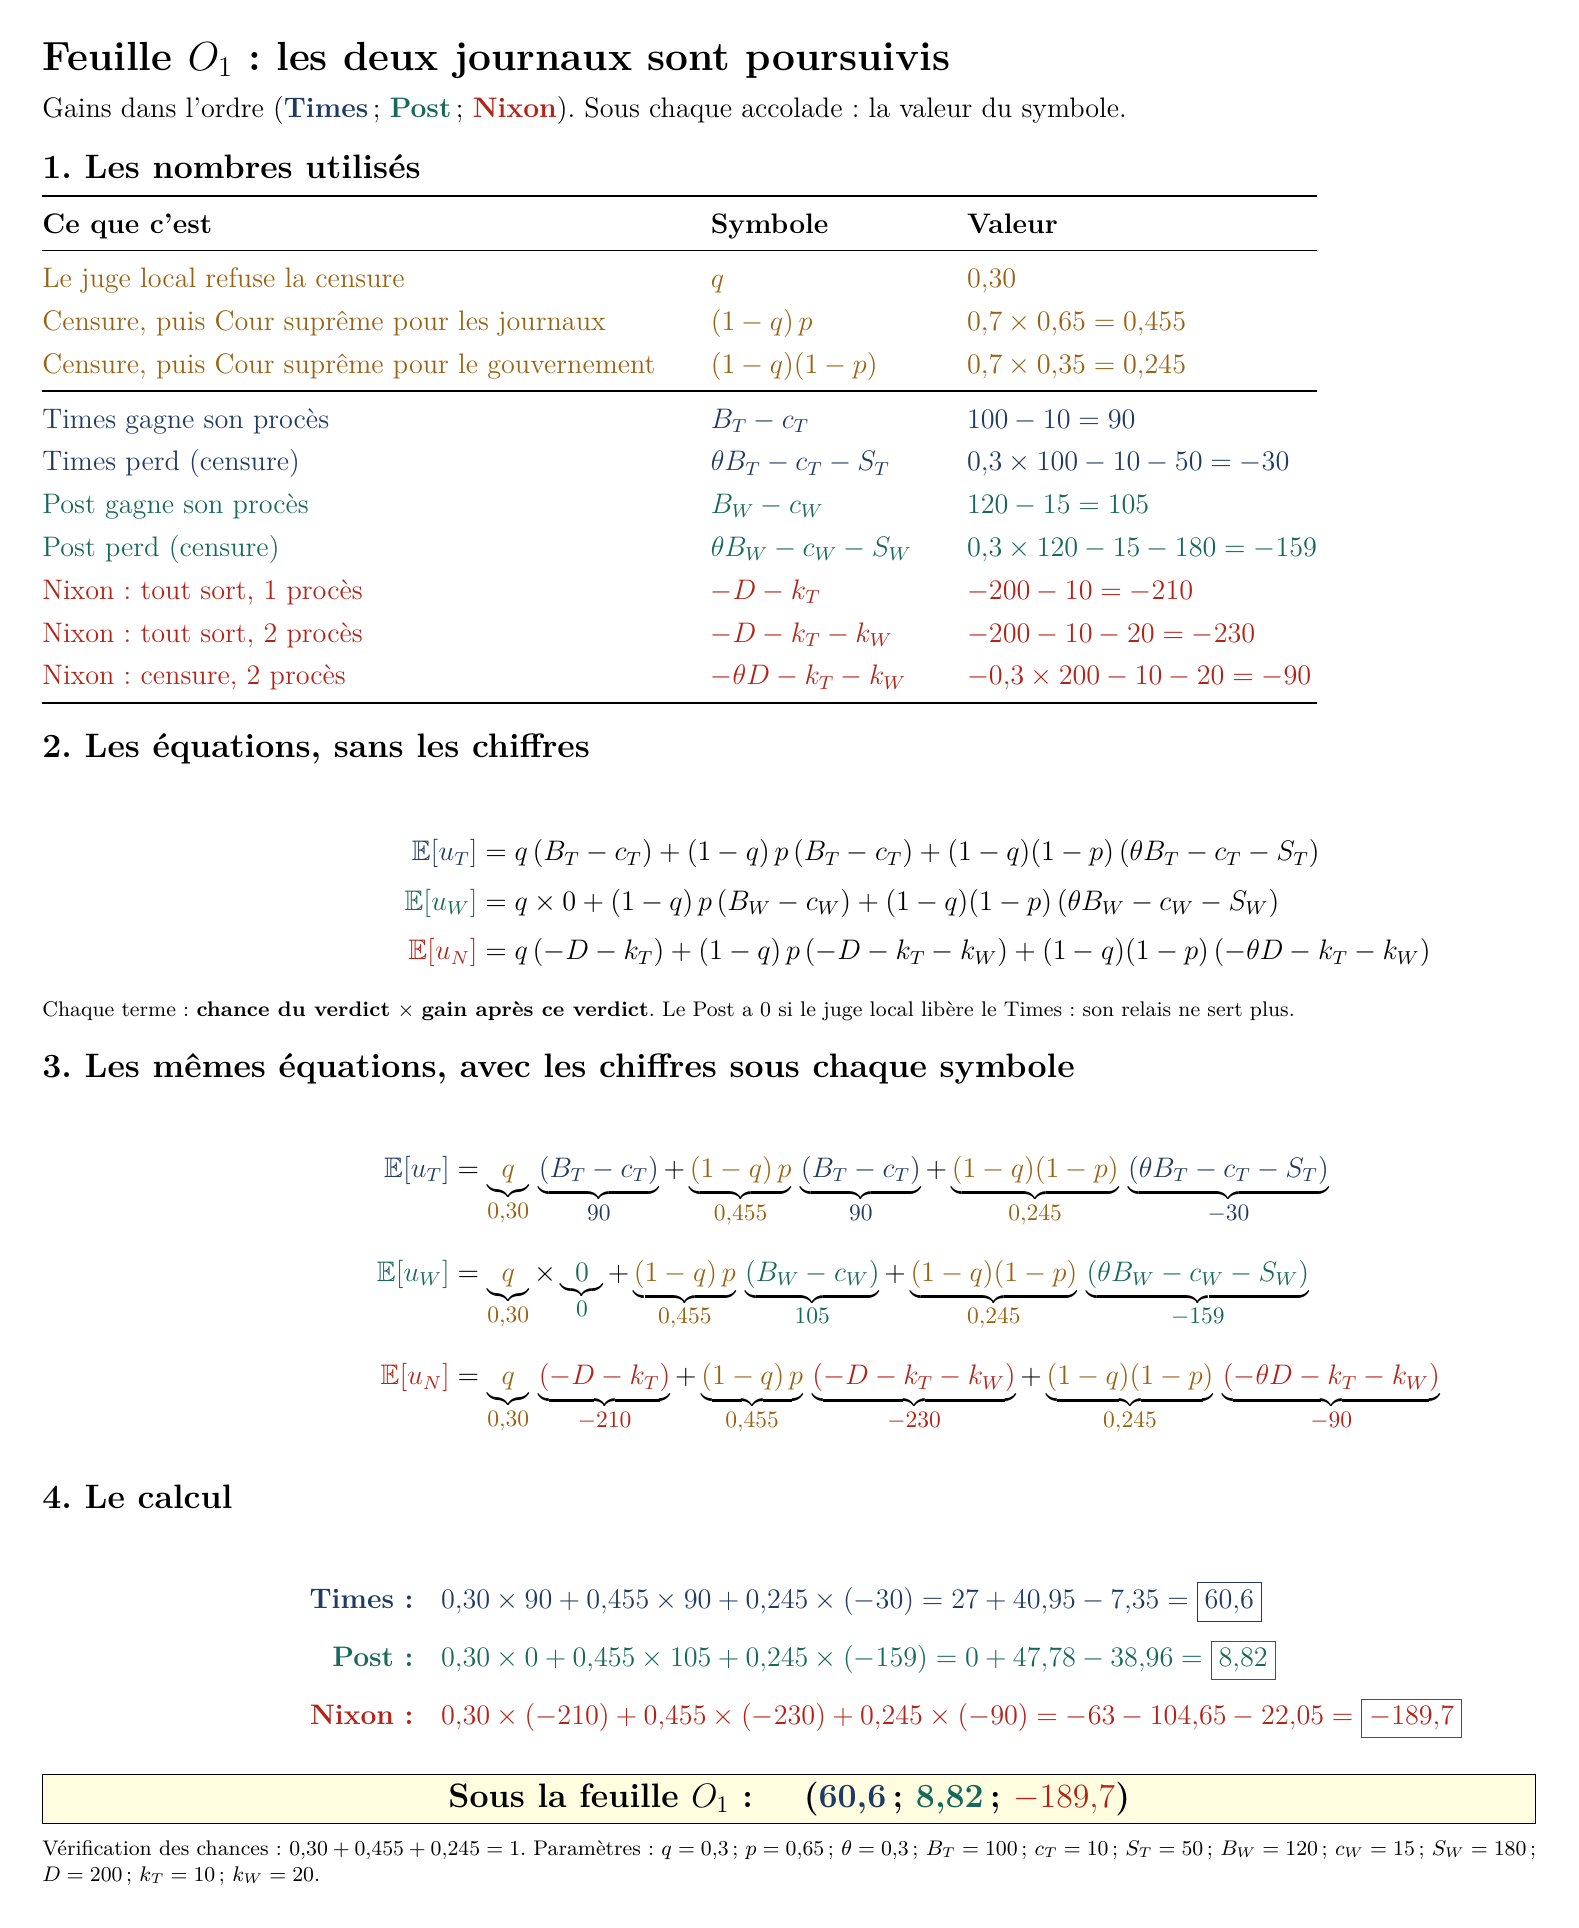 Feuille O₁ : les deux journaux sont poursuivis
Gains dans l'ordre (Times ; Post ; Nixon). Sous chaque accolade : la valeur du symbole.
1. Les nombres utilisés
Ce que c'est Symbole Valeur
Le juge local refuse la censure q 0,30
Censure, puis Cour suprême pour les journaux (1 − q) p 0,7 × 0,65 = 0,455
Censure, puis Cour suprême pour le gouvernement (1 − q)(1 − p) 0,7 × 0,35 = 0,245
Times gagne son procès B_T − c_T 100 − 10 = 90
Times perd (censure) θB_T − c_T − S_T 0,3 × 100 − 10 − 50 = −30
Post gagne son procès B_W − c_W 120 − 15 = 105
Post perd (censure) θB_W − c_W − S_W 0,3 × 120 − 15 − 180 = −159
Nixon : tout sort, 1 procès −D − k_T −200 − 10 = −210
Nixon : tout sort, 2 procès −D − k_T − k_W −200 − 10 − 20 = −230
Nixon : censure, 2 procès −θD − k_T − k_W −0,3 × 200 − 10 − 20 = −90
2. Les équations, sans les chiffres
𝔼[u_T] = q (B_T − c_T) + (1 − q) p (B_T − c_T) + (1 − q)(1 − p) (θB_T − c_T − S_T)
𝔼[u_W] = q × 0 + (1 − q) p (B_W − c_W) + (1 − q)(1 − p) (θB_W − c_W − S_W)
𝔼[u_N] = q (−D − k_T) + (1 − q) p (−D − k_T − k_W) + (1 − q)(1 − p) (−θD − k_T − k_W)
Chaque terme : chance du verdict × gain après ce verdict. Le Post a 0 si le juge local libère le Times : son relais ne sert plus.
3. Les mêmes équations, avec les chiffres sous chaque symbole
𝔼[u_T] = q (B_T − c_T) + (1 − q) p (B_T − c_T) + (1 − q)(1 − p) (θB_T − c_T − S_T)
0,30 90 0,455 90 0,245 −30
𝔼[u_W] = q × 0 + (1 − q) p (B_W − c_W) + (1 − q)(1 − p) (θB_W − c_W − S_W)
0,30 0 0,455 105 0,245 −159
𝔼[u_N] = q (−D − k_T) + (1 − q) p (−D − k_T − k_W) + (1 − q)(1 − p) (−θD − k_T − k_W)
0,30 −210 0,455 −230 0,245 −90
4. Le calcul
Times : 0,30 × 90 + 0,455 × 90 + 0,245 × (−30) = 27 + 40,95 − 7,35 = 60,6
Post : 0,30 × 0 + 0,455 × 105 + 0,245 × (−159) = 0 + 47,78 − 38,96 = 8,82
Nixon : 0,30 × (−210) + 0,455 × (−230) + 0,245 × (−90) = −63 − 104,65 − 22,05 = −189,7
Sous la feuille O₁ : (60,6 ; 8,82 ; −189,7)
Vérification des chances : 0,30 + 0,455 + 0,245 = 1. Paramètres : q = 0,3 ; p = 0,65 ; θ = 0,3 ; B_T = 100 ; c_T = 10 ; S_T = 50 ; B_W = 120 ; c_W = 15 ; S_W = 180 ;
D = 200 ; k_T = 10 ; k_W = 20.